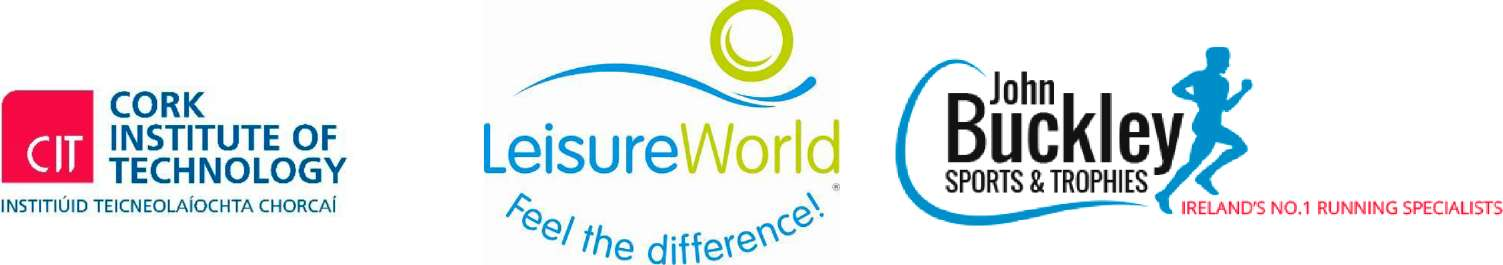 CIT
CORK
INSTITUTE OF
TECHNOLOGY
INSTITIÚID TEICNEOLAÍOCHTA CHORCAÍ
LeisureWorld
®
Feel the difference!
John
Buckley
SPORTS & TROPHIES
IRELAND'S NO.1 RUNNING SPECIALISTS